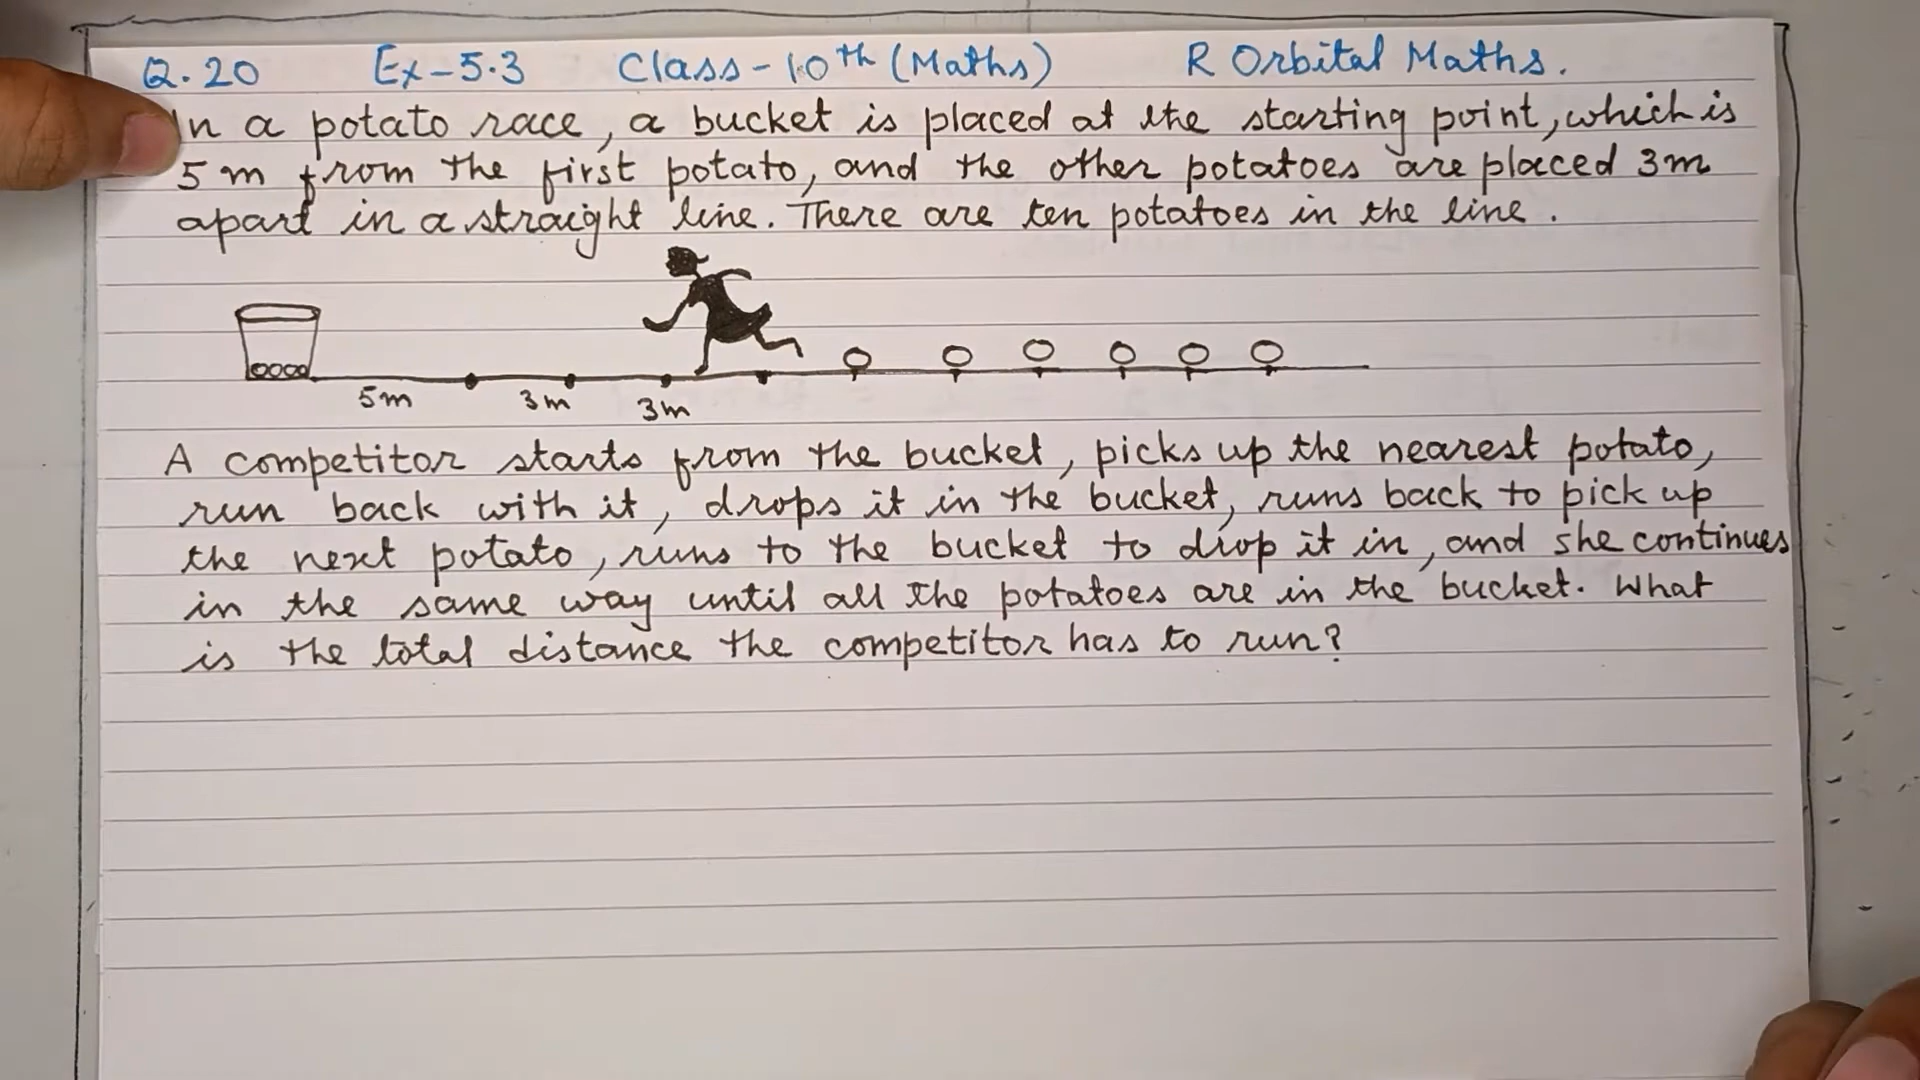 Q.20 Ex-5.3 Class-10th (Maths) R Orbital Maths.
In a potato race, a bucket is placed at the starting point, which is
5m from the first potato, and the other potatoes are placed 3m
apart in a straight line. There are ten potatoes in the line.
5m 3m 3m
A competitor starts from the bucket, picks up the nearest potato,
run back with it, drops it in the bucket, runs back to pick up
the next potato, runs to the bucket to drop it in, and she continues
in the same way until all the potatoes are in the bucket. What
is the total distance the competitor has to run?